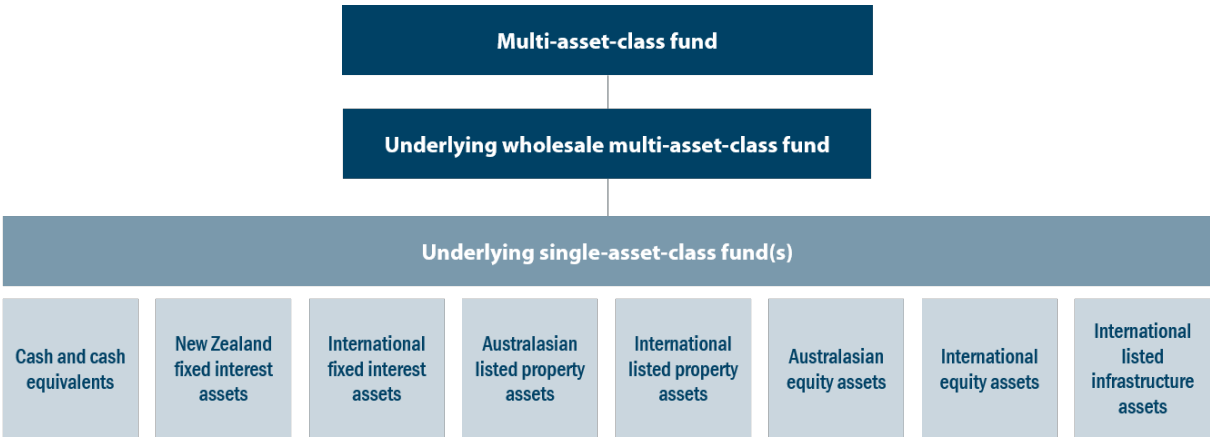 Multi-asset-class fund
Underlying wholesale multi-asset-class fund
Underlying single-asset-class fund(s)
Cash and cash
equivalents
New Zealand
fixed interest
assets
International
fixed interest
assets
Australasian
listed property
assets
International
listed property
assets
Australasian
equity assets
International
equity assets
International
listed
infrastructure
assets